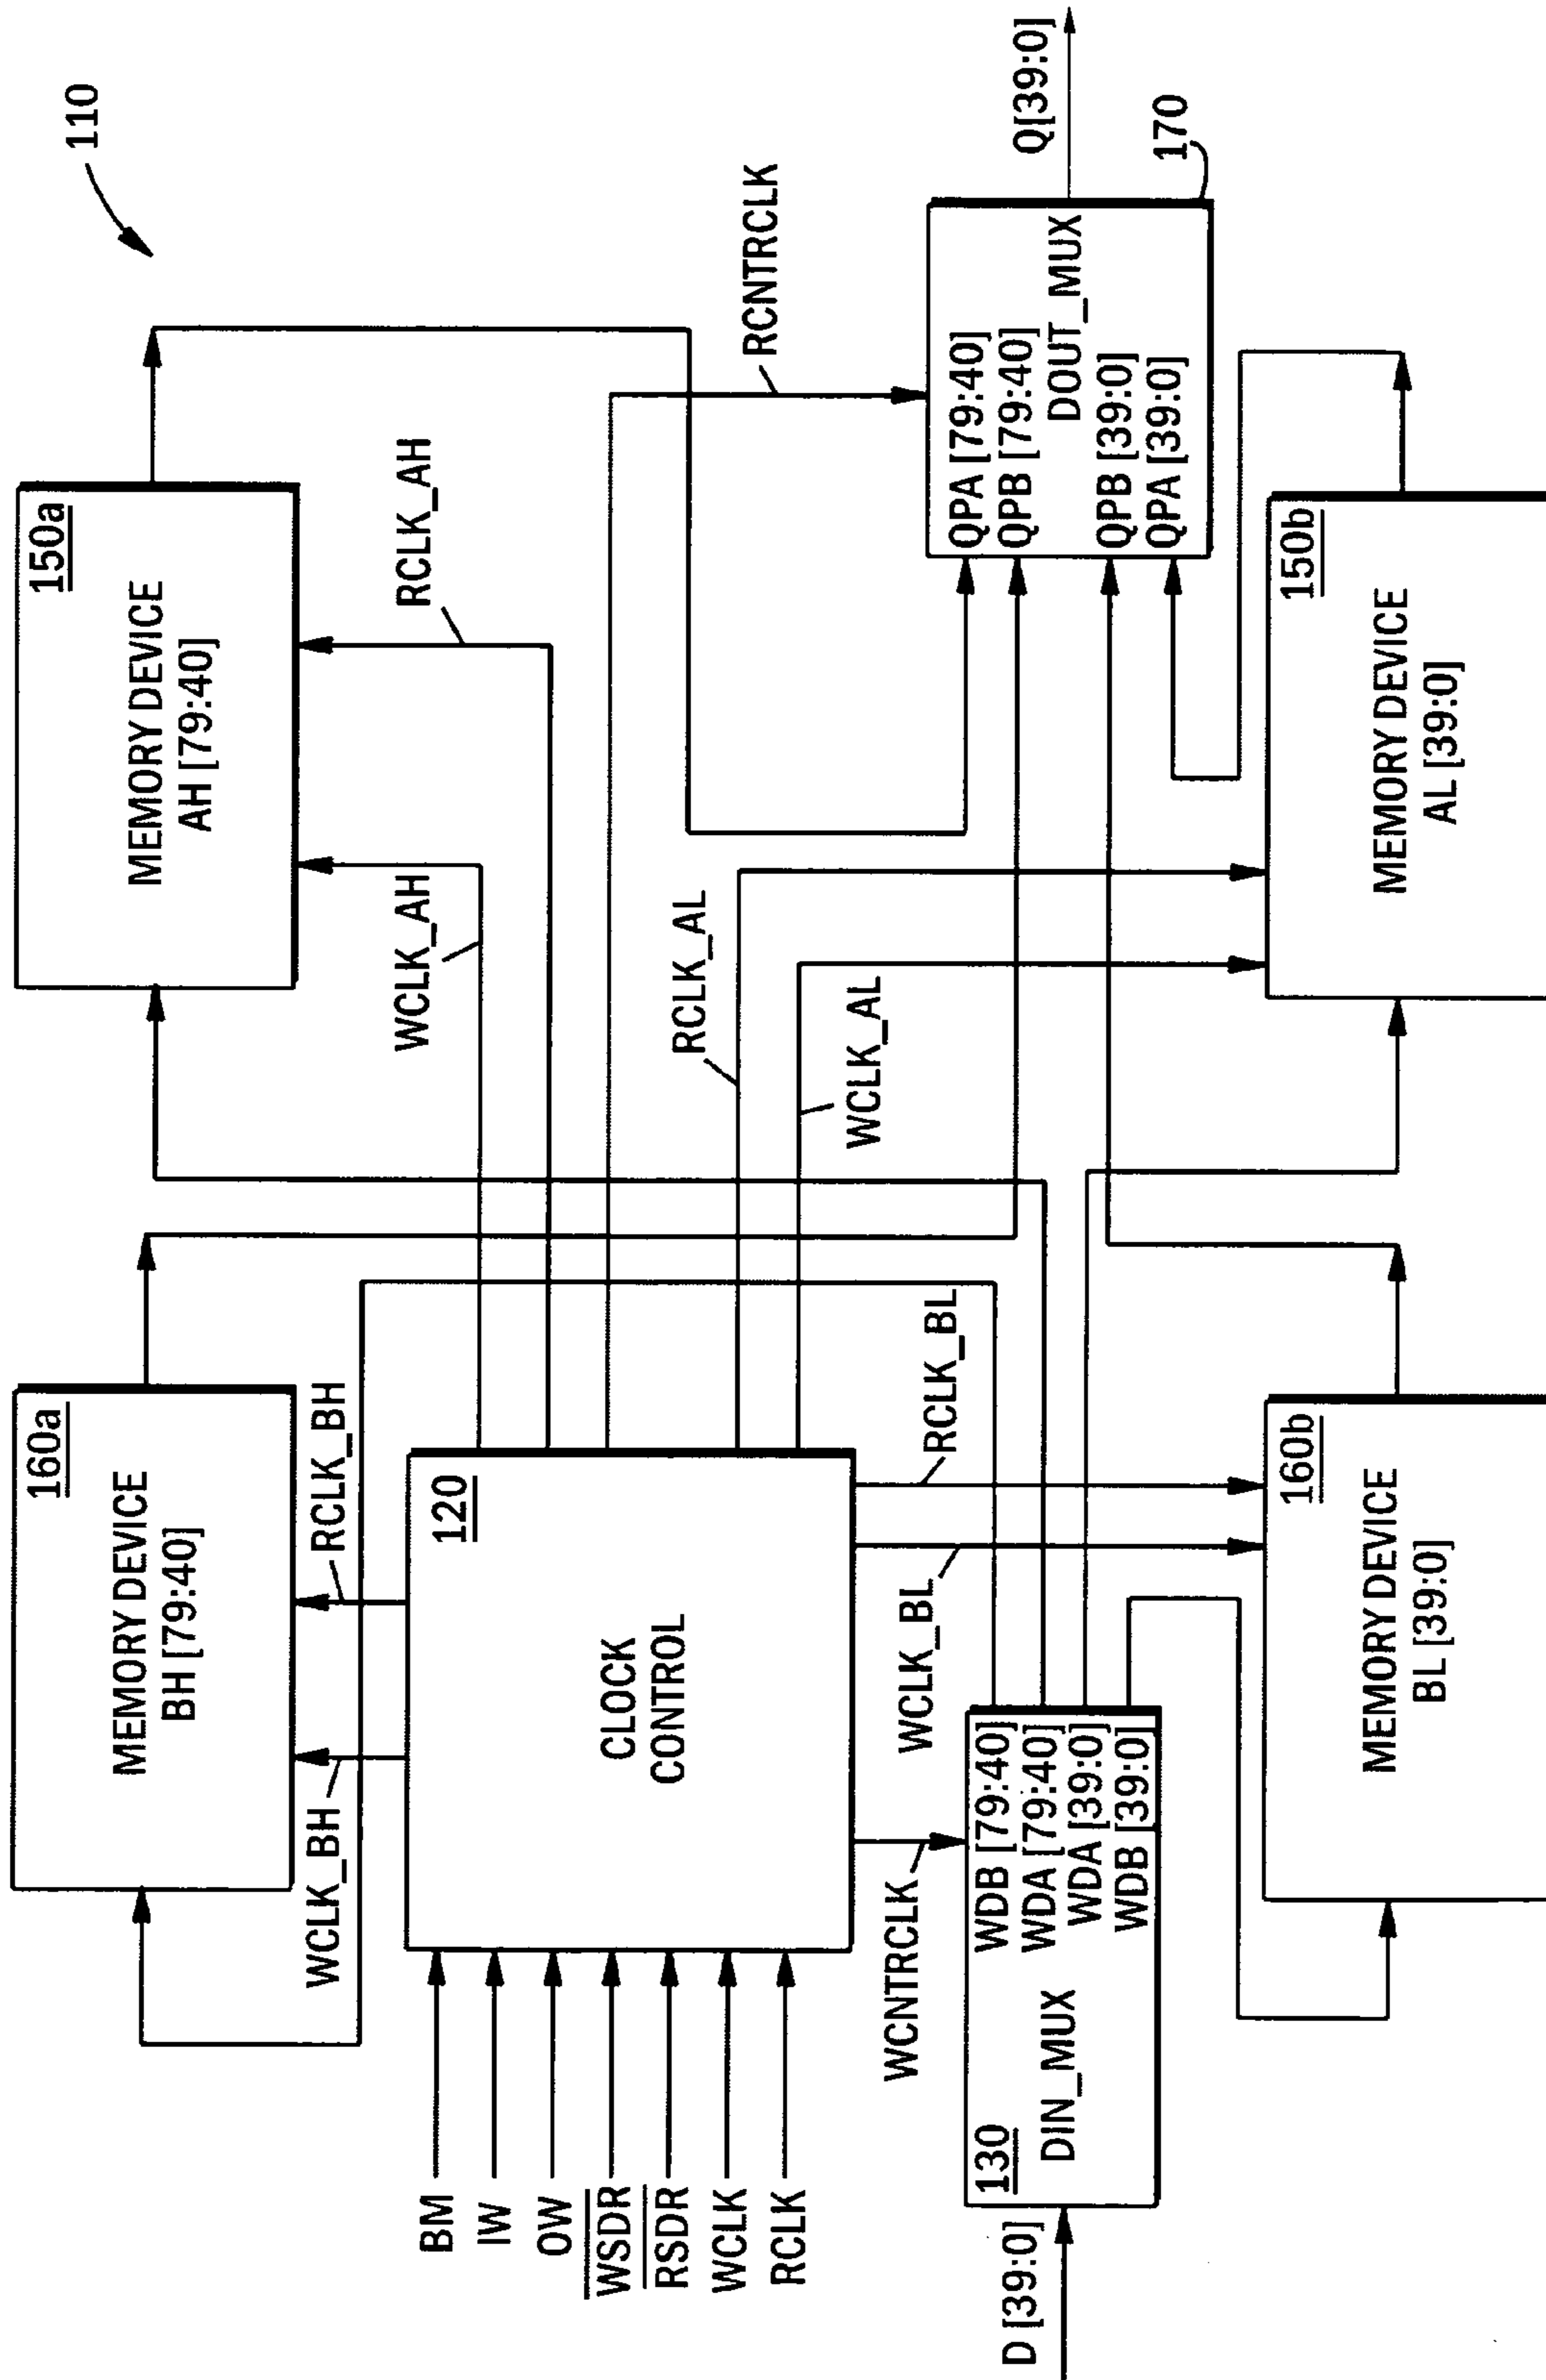 110
160a
MEMORY DEVICE
BH [79:40]
150a
MEMORY DEVICE
AH [79:40]
WCLK_BH
RCLK_BH
WCLK_AH
RCLK_AH
BM
IW
OW
WSDR
RSDR
WCLK
RCLK
120
CLOCK
CONTROL
RCNTRCLK
RCLK_AL
WCLK_AL
WCNTRCLK
WCLK_BL
RCLK_BL
D [39:0]
130
DIN_MUX
WDB [79:40]
WDA [79:40]
WDA [39:0]
WDB [39:0]
QPA [79:40]
QPB [79:40]
DOUT_MUX
QPB [39:0]
QPA [39:0]
Q[39:0]
170
160b
MEMORY DEVICE
BL [39:0]
150b
MEMORY DEVICE
AL [39:0]